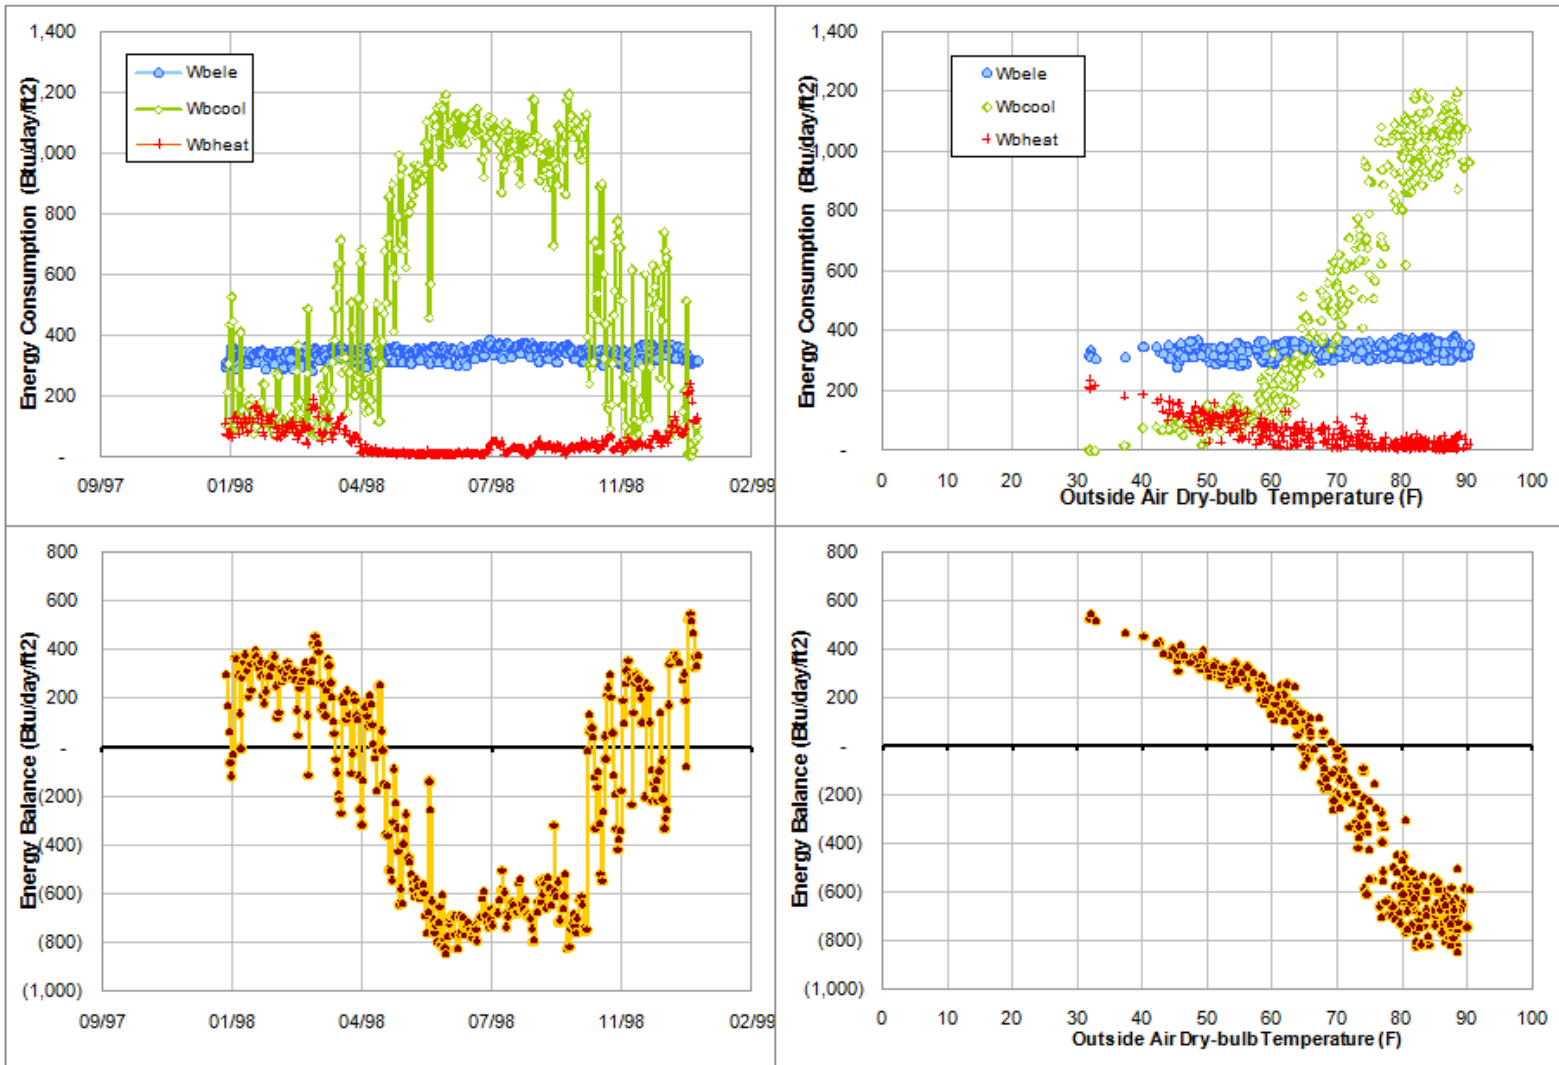 Energy Consumption (Btu/day/ft2)
1,400
1,200
1,000
800
600
400
200
-
Wbele
Wbcool
Wbheat
09/97 01/98 04/98 07/98 11/98 02/99
Energy Consumption (Btu/day/ft2)
1,400
1,200
1,000
800
600
400
200
-
Wbele
Wbcool
Wbheat
0 10 20 30 40 50 60 70 80 90 100
Outside Air Dry-bulb Temperature (F)
Energy Balance (Btu/day/ft2)
800
600
400
200
-
(200)
(400)
(600)
(800)
(1,000)
09/97 01/98 04/98 07/98 11/98 02/99
Energy Balance (Btu/day/ft2)
800
600
400
200
-
(200)
(400)
(600)
(800)
(1,000)
0 10 20 30 40 50 60 70 80 90 100
Outside Air Dry-bulb Temperature (F)